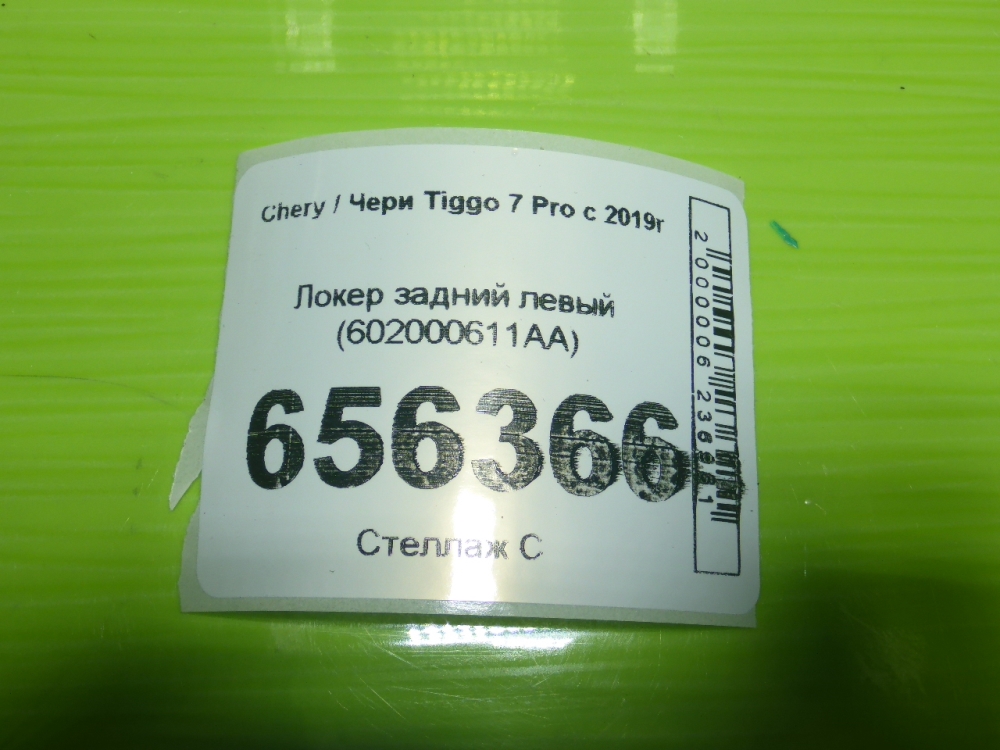 Chery / Чери Tiggo 7 Pro с 2019г
Локер задний левый
(602000611AA)
656366
Стеллаж С